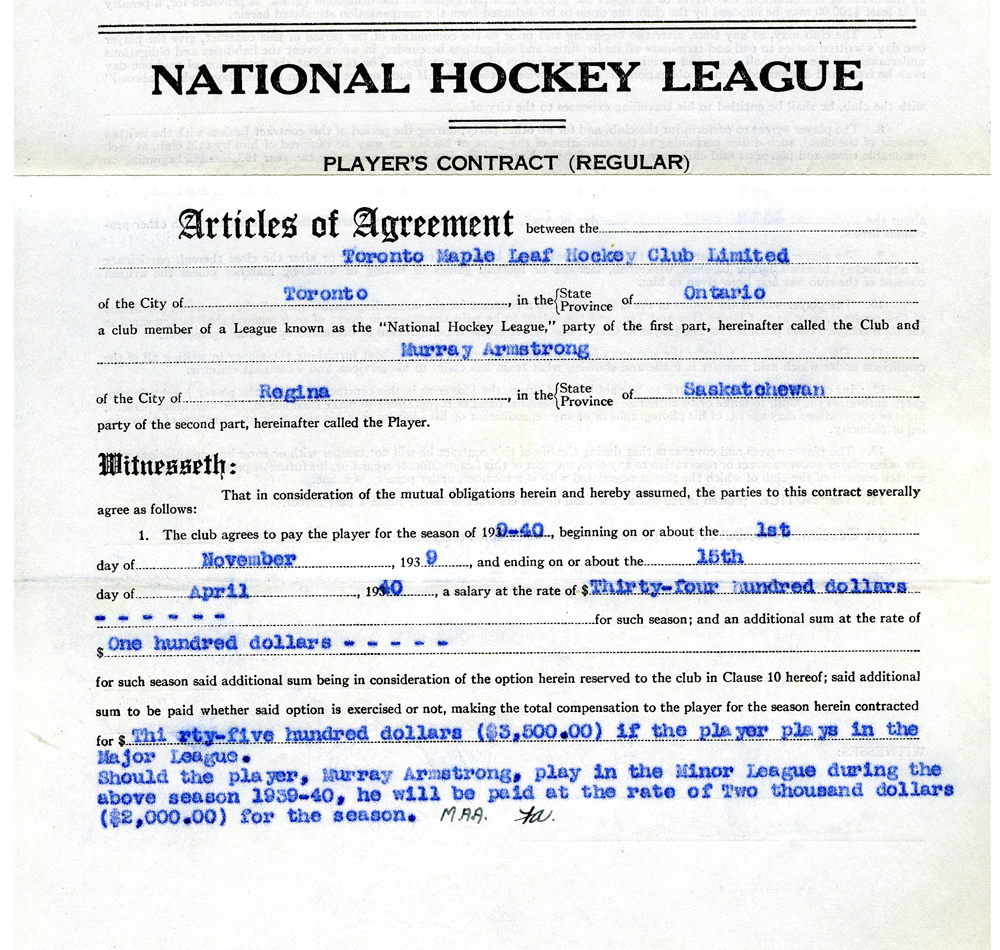 NATIONAL HOCKEY LEAGUE
PLAYER'S CONTRACT (REGULAR)
Articles of Agreement between the
Toronto Maple Leaf Hockey Club Limited
of the City of Toronto, in the {State Province of Ontario
a club member of a League known as the "National Hockey League," party of the first part, hereinafter called the Club and
Murray Armstrong
of the City of Regina, in the {State Province of Saskatchewan
party of the second part, hereinafter called the Player.
Witnesseth:
That in consideration of the mutual obligations herein and hereby assumed, the parties to this contract severally
agree as follows:
1. The club agrees to pay the player for the season of 1939-40, beginning on or about the 1st
day of November, 1939, and ending on or about the 15th
day of April, 1940, a salary at the rate of $Thirty-four hundred dollars
- - - - - - for such season; and an additional sum at the rate of
$ One hundred dollars - - - - -
for such season said additional sum being in consideration of the option herein reserved to the club in Clause 10 hereof; said additional
sum to be paid whether said option is exercised or not, making the total compensation to the player for the season herein contracted
for $ Thi rty-five hundred dollars ($3,500.00) if the player plays in the
Major League.
Should the player, Murray Armstrong, play in the Minor League during the
above season 1939-40, he will be paid at the rate of Two thousand dollars
($2,000.00) for the season. M.A.A.